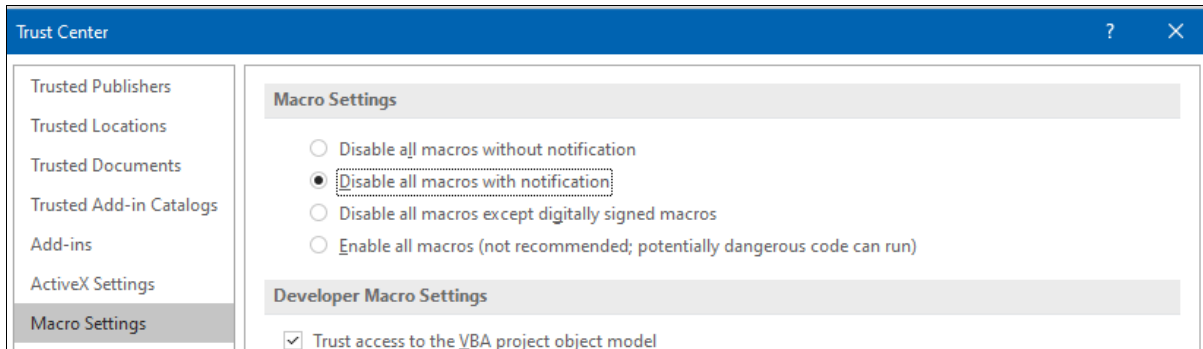 Trust Center
?
Trusted Publishers
Trusted Locations
Trusted Documents
Trusted Add-in Catalogs
Add-ins
ActiveX Settings
Macro Settings
Macro Settings
Disable all macros without notification
Disable all macros with notification
Disable all macros except digitally signed macros
Enable all macros (not recommended; potentially dangerous code can run)
Developer Macro Settings
Trust access to the VBA project object model